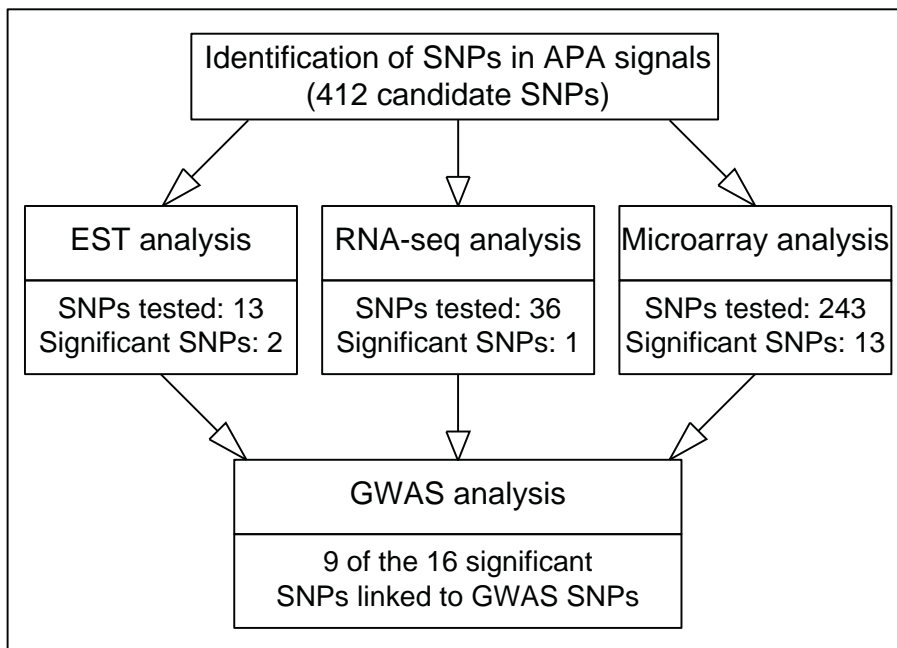 Identification of SNPs in APA signals
(412 candidate SNPs)
EST analysis
SNPs tested: 13
Significant SNPs: 2
RNA-seq analysis
SNPs tested: 36
Significant SNPs: 1
Microarray analysis
SNPs tested: 243
Significant SNPs: 13
GWAS analysis
9 of the 16 significant
SNPs linked to GWAS SNPs